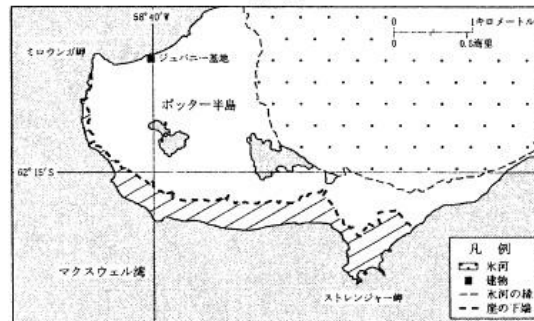 58°40′W
ミロウンガ岬
ジュバニー基地
1キロメートル
0.5海里
ポッター半島
62°15′S
マクスウェル湾
ストレンジャー岬
凡 例
氷河
建物
氷河の縁
崖の下端